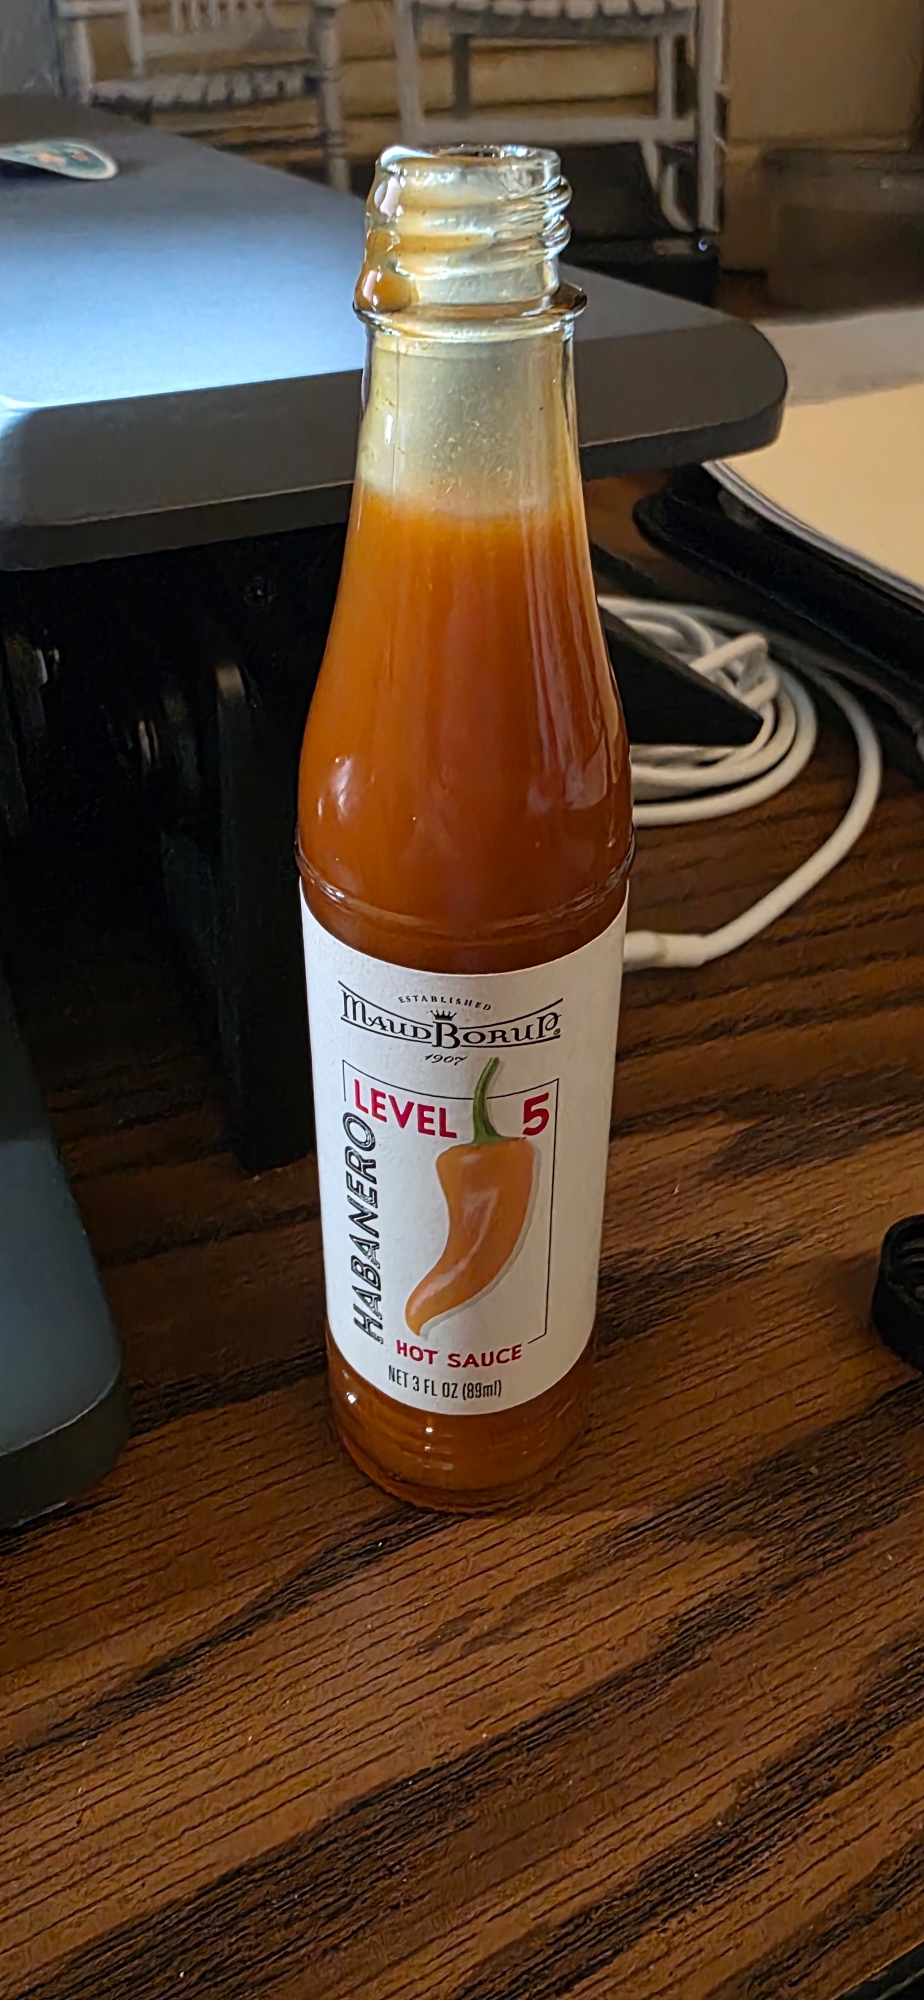 ESTABLISHED
MAUD BORUP
1907
LEVEL 5
HABANERO
HOT SAUCE
NET 3 FL OZ (89ml)